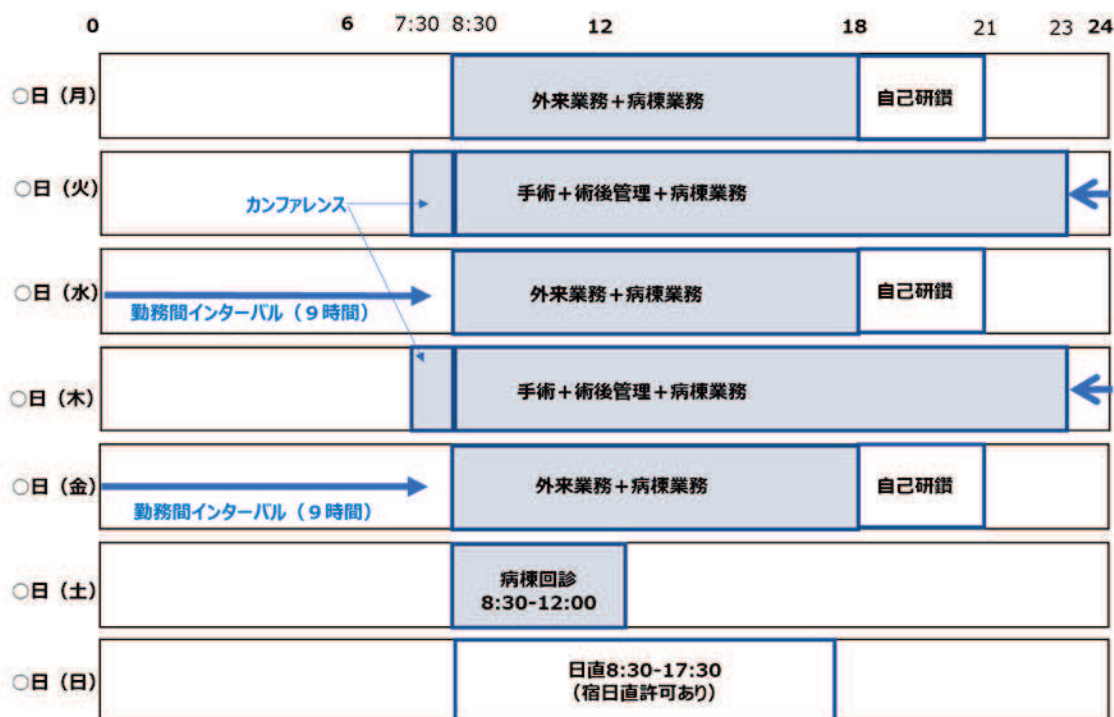 0 6 7:30 8:30 12 18 21 23 24
○日（月） 外来業務＋病棟業務 自己研鑽
○日（火） 手術＋術後管理＋病棟業務
カンファレンス
○日（水） 外来業務＋病棟業務 自己研鑽
勤務間インターバル（９時間）
○日（木） 手術＋術後管理＋病棟業務
○日（金） 外来業務＋病棟業務 自己研鑽
勤務間インターバル（９時間）
○日（土） 病棟回診
8:30-12:00
○日（日） 日直8:30-17:30
（宿日直許可あり）